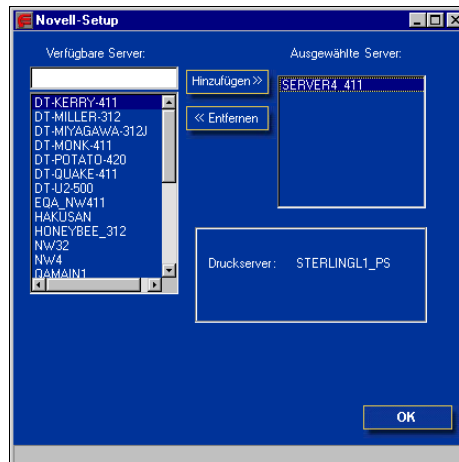 Novell-Setup
Verfügbare Server:
Ausgewählte Server:
Hinzufügen >>
<< Entfernen
DT-KERRY-411
DT-MILLER-312
DT-MIYAGAWA-312J
DT-MONK-411
DT-POTATO-420
DT-QUAKE-411
DT-U2-500
EQA_NW411
HAKUSAN
HONEYBEE_312
NW32
NW4
QAMAIN1
SERVER4_411
Druckserver: STERLINGL1_PS
OK